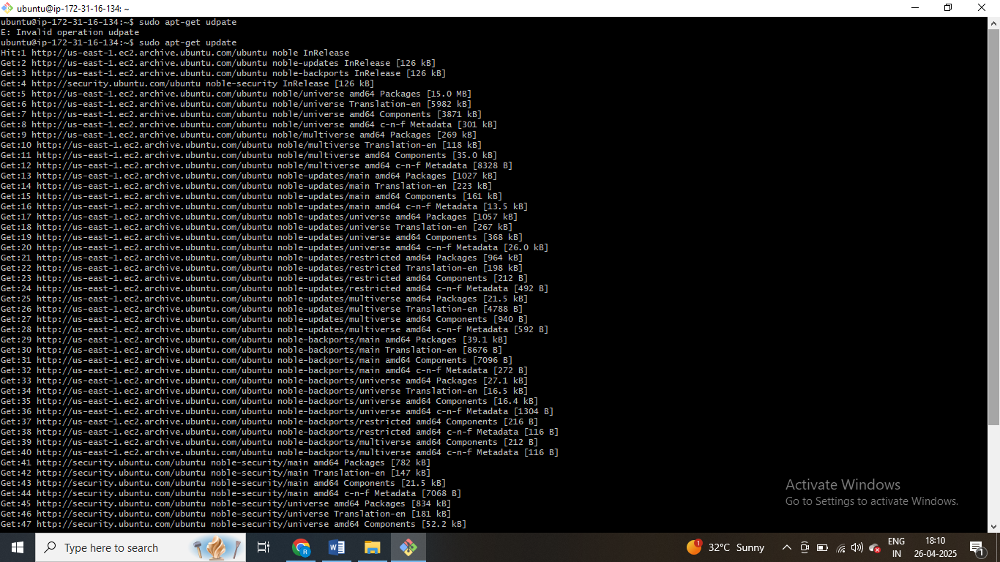 ubuntu@ip-172-31-16-134: ~
ubuntu@ip-172-31-16-134:~$ sudo apt-get udpate
E: Invalid operation udpate
ubuntu@ip-172-31-16-134:~$ sudo apt-get update
Hit:1 http://us-east-1.ec2.archive.ubuntu.com/ubuntu noble InRelease
Get:2 http://us-east-1.ec2.archive.ubuntu.com/ubuntu noble-updates InRelease [126 kB]
Get:3 http://us-east-1.ec2.archive.ubuntu.com/ubuntu noble-backports InRelease [126 kB]
Get:4 http://security.ubuntu.com/ubuntu noble-security InRelease [126 kB]
Get:5 http://us-east-1.ec2.archive.ubuntu.com/ubuntu noble/universe amd64 Packages [15.0 MB]
Get:6 http://us-east-1.ec2.archive.ubuntu.com/ubuntu noble/universe Translation-en [5982 kB]
Get:7 http://us-east-1.ec2.archive.ubuntu.com/ubuntu noble/universe amd64 Components [3871 kB]
Get:8 http://us-east-1.ec2.archive.ubuntu.com/ubuntu noble/universe amd64 c-n-f Metadata [301 kB]
Get:9 http://us-east-1.ec2.archive.ubuntu.com/ubuntu noble/multiverse amd64 Packages [269 kB]
Get:10 http://us-east-1.ec2.archive.ubuntu.com/ubuntu noble/multiverse Translation-en [118 kB]
Get:11 http://us-east-1.ec2.archive.ubuntu.com/ubuntu noble/multiverse amd64 Components [35.0 kB]
Get:12 http://us-east-1.ec2.archive.ubuntu.com/ubuntu noble/multiverse amd64 c-n-f Metadata [8328 B]
Get:13 http://us-east-1.ec2.archive.ubuntu.com/ubuntu noble-updates/main amd64 Packages [1027 kB]
Get:14 http://us-east-1.ec2.archive.ubuntu.com/ubuntu noble-updates/main Translation-en [223 kB]
Get:15 http://us-east-1.ec2.archive.ubuntu.com/ubuntu noble-updates/main amd64 Components [161 kB]
Get:16 http://us-east-1.ec2.archive.ubuntu.com/ubuntu noble-updates/main amd64 c-n-f Metadata [13.5 kB]
Get:17 http://us-east-1.ec2.archive.ubuntu.com/ubuntu noble-updates/universe amd64 Packages [1057 kB]
Get:18 http://us-east-1.ec2.archive.ubuntu.com/ubuntu noble-updates/universe Translation-en [267 kB]
Get:19 http://us-east-1.ec2.archive.ubuntu.com/ubuntu noble-updates/universe amd64 Components [368 kB]
Get:20 http://us-east-1.ec2.archive.ubuntu.com/ubuntu noble-updates/universe amd64 c-n-f Metadata [26.0 kB]
Get:21 http://us-east-1.ec2.archive.ubuntu.com/ubuntu noble-updates/restricted amd64 Packages [964 kB]
Get:22 http://us-east-1.ec2.archive.ubuntu.com/ubuntu noble-updates/restricted Translation-en [198 kB]
Get:23 http://us-east-1.ec2.archive.ubuntu.com/ubuntu noble-updates/restricted amd64 Components [212 B]
Get:24 http://us-east-1.ec2.archive.ubuntu.com/ubuntu noble-updates/restricted amd64 c-n-f Metadata [492 B]
Get:25 http://us-east-1.ec2.archive.ubuntu.com/ubuntu noble-updates/multiverse amd64 Packages [21.5 kB]
Get:26 http://us-east-1.ec2.archive.ubuntu.com/ubuntu noble-updates/multiverse Translation-en [4788 B]
Get:27 http://us-east-1.ec2.archive.ubuntu.com/ubuntu noble-updates/multiverse amd64 Components [940 B]
Get:28 http://us-east-1.ec2.archive.ubuntu.com/ubuntu noble-updates/multiverse amd64 c-n-f Metadata [592 B]
Get:29 http://us-east-1.ec2.archive.ubuntu.com/ubuntu noble-backports/main amd64 Packages [39.1 kB]
Get:30 http://us-east-1.ec2.archive.ubuntu.com/ubuntu noble-backports/main Translation-en [8676 B]
Get:31 http://us-east-1.ec2.archive.ubuntu.com/ubuntu noble-backports/main amd64 Components [7096 B]
Get:32 http://us-east-1.ec2.archive.ubuntu.com/ubuntu noble-backports/main amd64 c-n-f Metadata [272 B]
Get:33 http://us-east-1.ec2.archive.ubuntu.com/ubuntu noble-backports/universe amd64 Packages [27.1 kB]
Get:34 http://us-east-1.ec2.archive.ubuntu.com/ubuntu noble-backports/universe Translation-en [16.5 kB]
Get:35 http://us-east-1.ec2.archive.ubuntu.com/ubuntu noble-backports/universe amd64 Components [16.4 kB]
Get:36 http://us-east-1.ec2.archive.ubuntu.com/ubuntu noble-backports/universe amd64 c-n-f Metadata [1304 B]
Get:37 http://us-east-1.ec2.archive.ubuntu.com/ubuntu noble-backports/restricted amd64 Components [216 B]
Get:38 http://us-east-1.ec2.archive.ubuntu.com/ubuntu noble-backports/restricted amd64 c-n-f Metadata [116 B]
Get:39 http://us-east-1.ec2.archive.ubuntu.com/ubuntu noble-backports/multiverse amd64 Components [212 B]
Get:40 http://us-east-1.ec2.archive.ubuntu.com/ubuntu noble-backports/multiverse amd64 c-n-f Metadata [116 B]
Get:41 http://security.ubuntu.com/ubuntu noble-security/main amd64 Packages [782 kB]
Get:42 http://security.ubuntu.com/ubuntu noble-security/main Translation-en [147 kB]
Get:43 http://security.ubuntu.com/ubuntu noble-security/main amd64 Components [21.5 kB]
Get:44 http://security.ubuntu.com/ubuntu noble-security/main amd64 c-n-f Metadata [7068 B]
Get:45 http://security.ubuntu.com/ubuntu noble-security/universe amd64 Packages [834 kB]
Get:46 http://security.ubuntu.com/ubuntu noble-security/universe Translation-en [181 kB]
Get:47 http://security.ubuntu.com/ubuntu noble-security/universe amd64 Components [52.2 kB]
Activate Windows
Go to Settings to activate Windows.
Type here to search
R
W
1
32°C Sunny
ENG
IN
18:10
26-04-2025
1